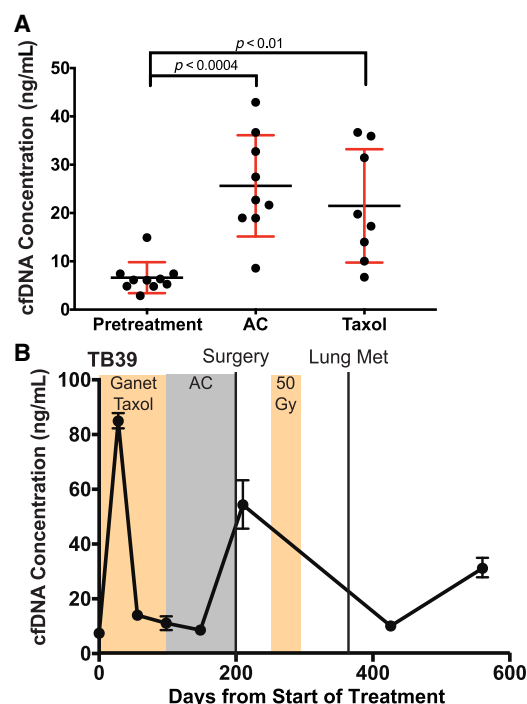 A
p < 0.01
p < 0.0004
cfDNA Concentration (ng/mL)
50
40
30
20
10
0
Pretreatment AC Taxol
B
TB39 Surgery Lung Met
Ganet AC 50
Taxol Gy
cfDNA Concentration (ng/mL)
100
80
60
40
20
0
0 200 400 600
Days from Start of Treatment